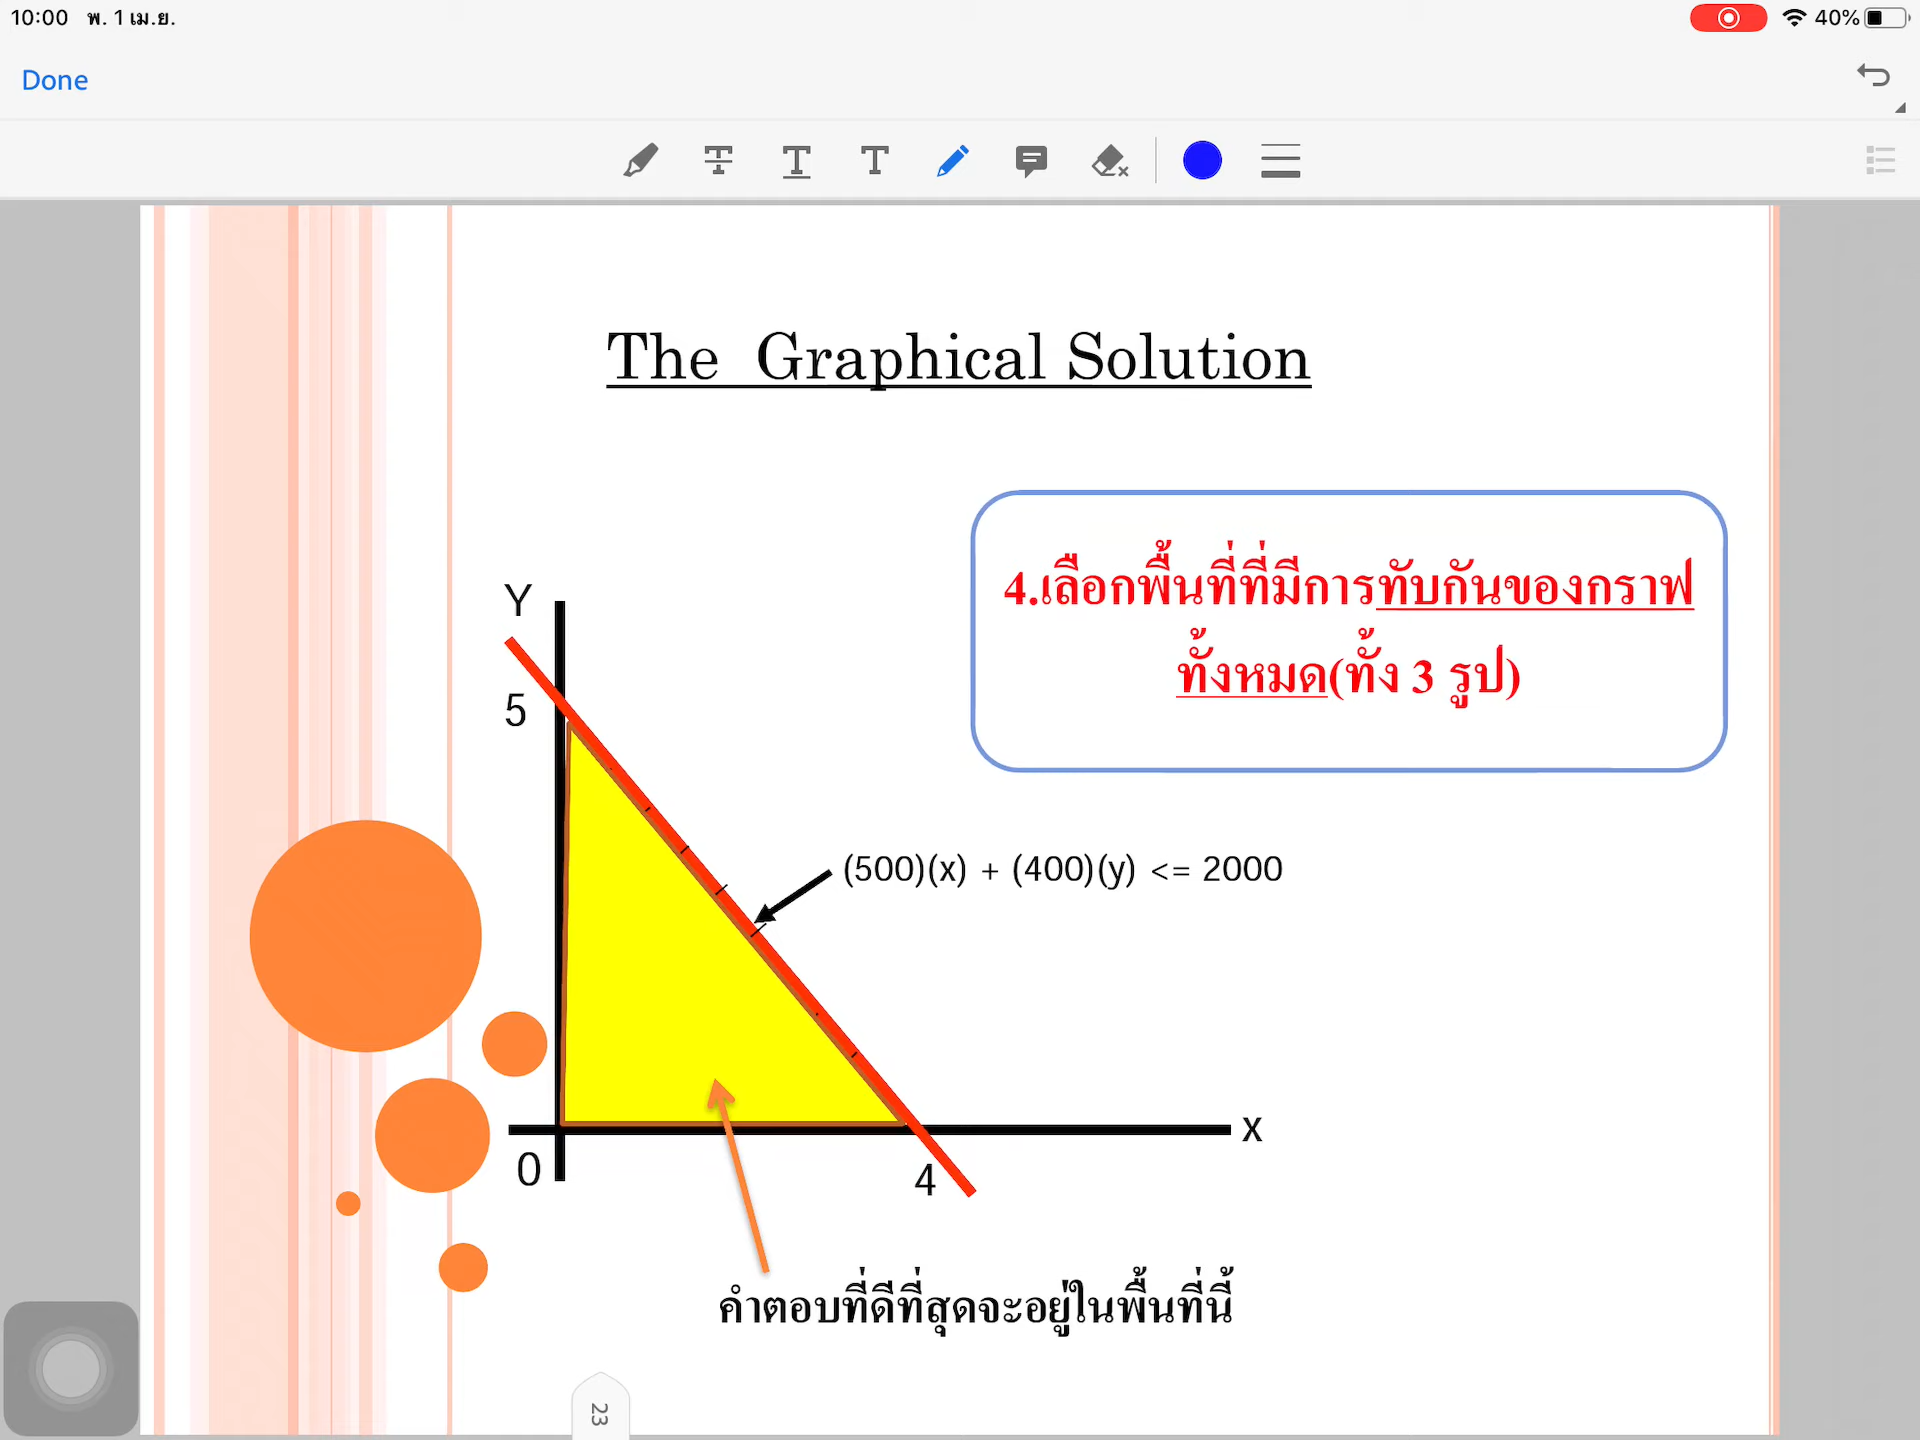 10:00 พ. 1 เม.ย.
40%
Done
The Graphical Solution
4.เลือกพื้นที่ที่มีการทับกันของกราฟ
ทั้งหมด(ทั้ง 3 รูป)
Y
5
(500)(x) + (400)(y) <= 2000
X
0
4
คำตอบที่ดีที่สุดจะอยู่ในพื้นที่นี้
23